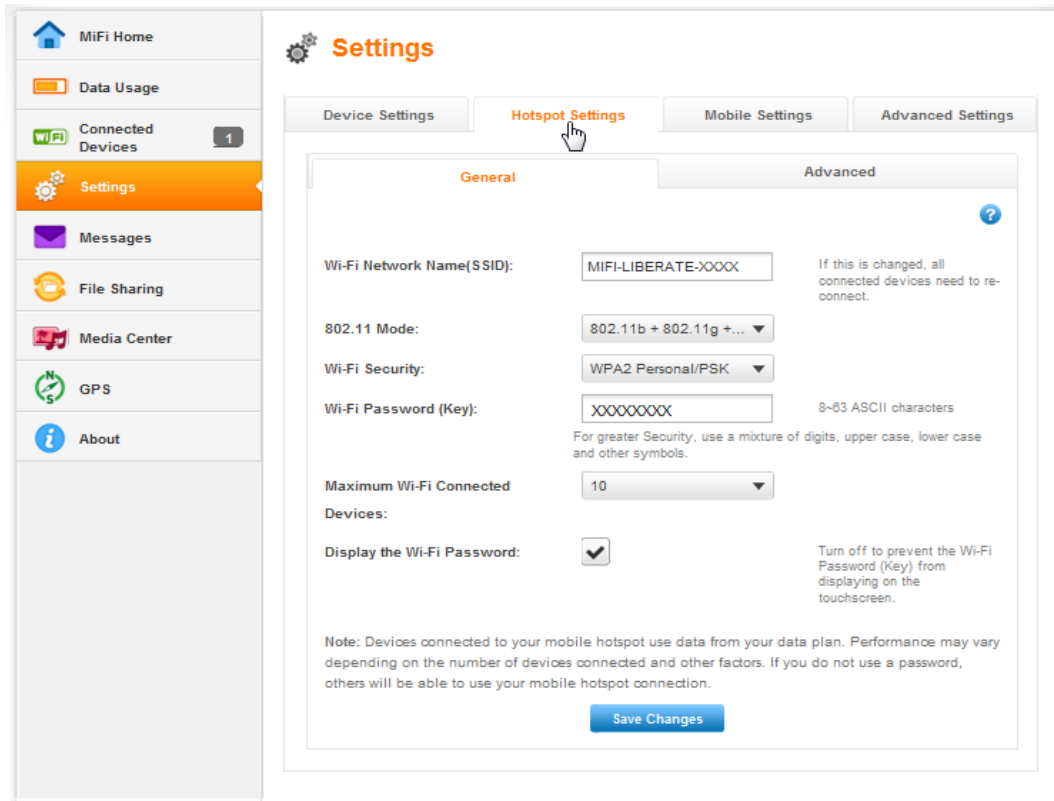 MiFi Home
Data Usage
WiFi
Connected
Devices
1
Settings
Messages
File Sharing
Media Center
N
S
GPS
i
About
Settings
Device Settings
Hotspot Settings
Mobile Settings
Advanced Settings
General
Advanced
?
Wi-Fi Network Name(SSID):
MIFI-LIBERATE-XXXX
If this is changed, all
connected devices need to re-
connect.
802.11 Mode:
802.11b + 802.11g +...
Wi-Fi Security:
WPA2 Personal/PSK
Wi-Fi Password (Key):
XXXXXXXX
8~63 ASCII characters
For greater Security, use a mixture of digits, upper case, lower case
and other symbols.
Maximum Wi-Fi Connected
Devices:
10
Display the Wi-Fi Password:
Turn off to prevent the Wi-Fi
Password (Key) from
displaying on the
touchscreen.
Note: Devices connected to your mobile hotspot use data from your data plan. Performance may vary
depending on the number of devices connected and other factors. If you do not use a password,
others will be able to use your mobile hotspot connection.
Save Changes